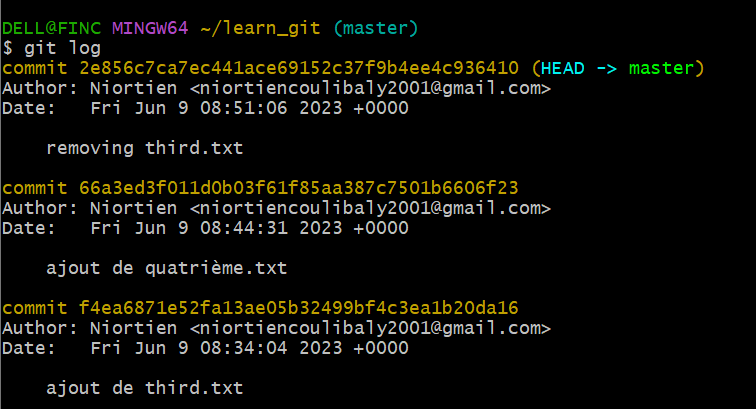 DELL@FINC MINGW64 ~/learn_git (master)
$ git log
commit 2e856c7ca7ec441ace69152c37f9b4ee4c936410 (HEAD -> master)
Author: Niortien <niortiencoulibaly2001@gmail.com>
Date:   Fri Jun 9 08:51:06 2023 +0000
removing third.txt
commit 66a3ed3f011d0b03f61f85aa387c7501b6606f23
Author: Niortien <niortiencoulibaly2001@gmail.com>
Date:   Fri Jun 9 08:44:31 2023 +0000
ajout de quatrième.txt
commit f4ea6871e52fa13ae05b32499bf4c3ea1b20da16
Author: Niortien <niortiencoulibaly2001@gmail.com>
Date:   Fri Jun 9 08:34:04 2023 +0000
ajout de third.txt